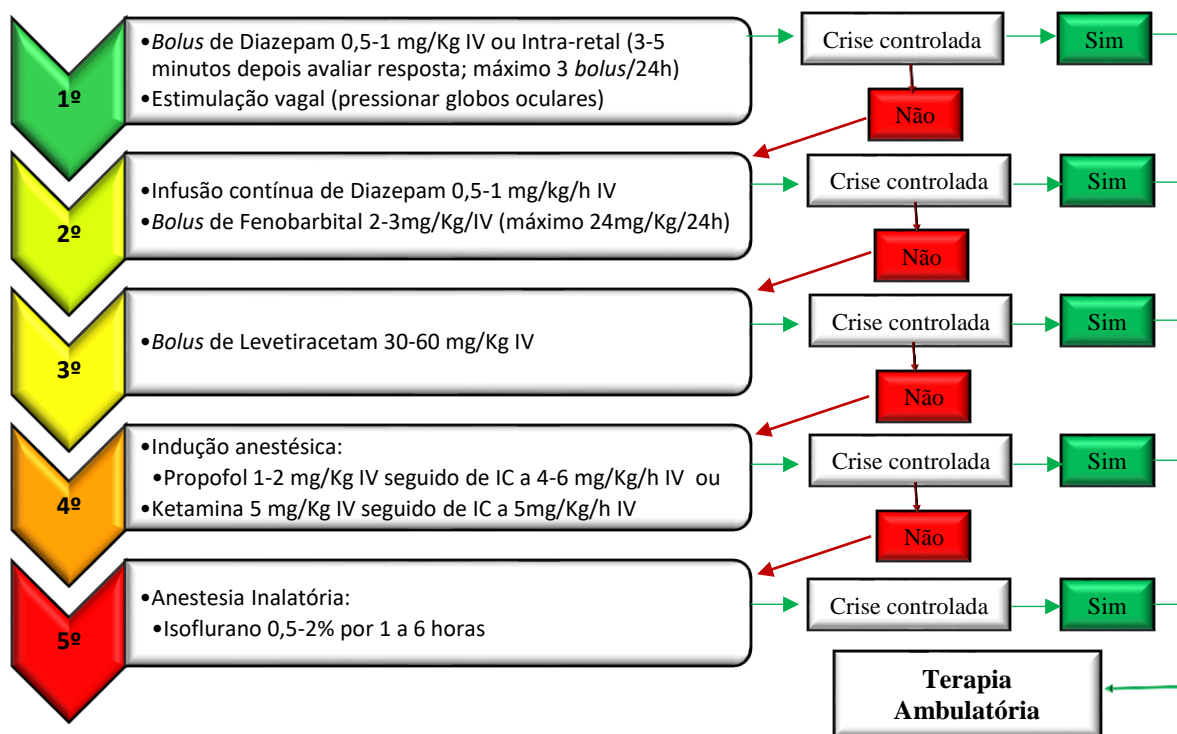 1º
•Bolus de Diazepam 0,5-1 mg/Kg IV ou Intra-retal (3-5
minutos depois avaliar resposta; máximo 3 bolus/24h)
•Estimulação vagal (pressionar globos oculares)
Crise controlada
Sim
Não
2º
•Infusão contínua de Diazepam 0,5-1 mg/kg/h IV
•Bolus de Fenobarbital 2-3mg/Kg/IV (máximo 24mg/Kg/24h)
Crise controlada
Sim
Não
3º
•Bolus de Levetiracetam 30-60 mg/Kg IV
Crise controlada
Sim
Não
4º
•Indução anestésica:
•Propofol 1-2 mg/Kg IV seguido de IC a 4-6 mg/Kg/h IV ou
•Ketamina 5 mg/Kg IV seguido de IC a 5mg/Kg/h IV
Crise controlada
Sim
Não
5º
•Anestesia Inalatória:
•Isoflurano 0,5-2% por 1 a 6 horas
Crise controlada
Sim
Terapia
Ambulatória